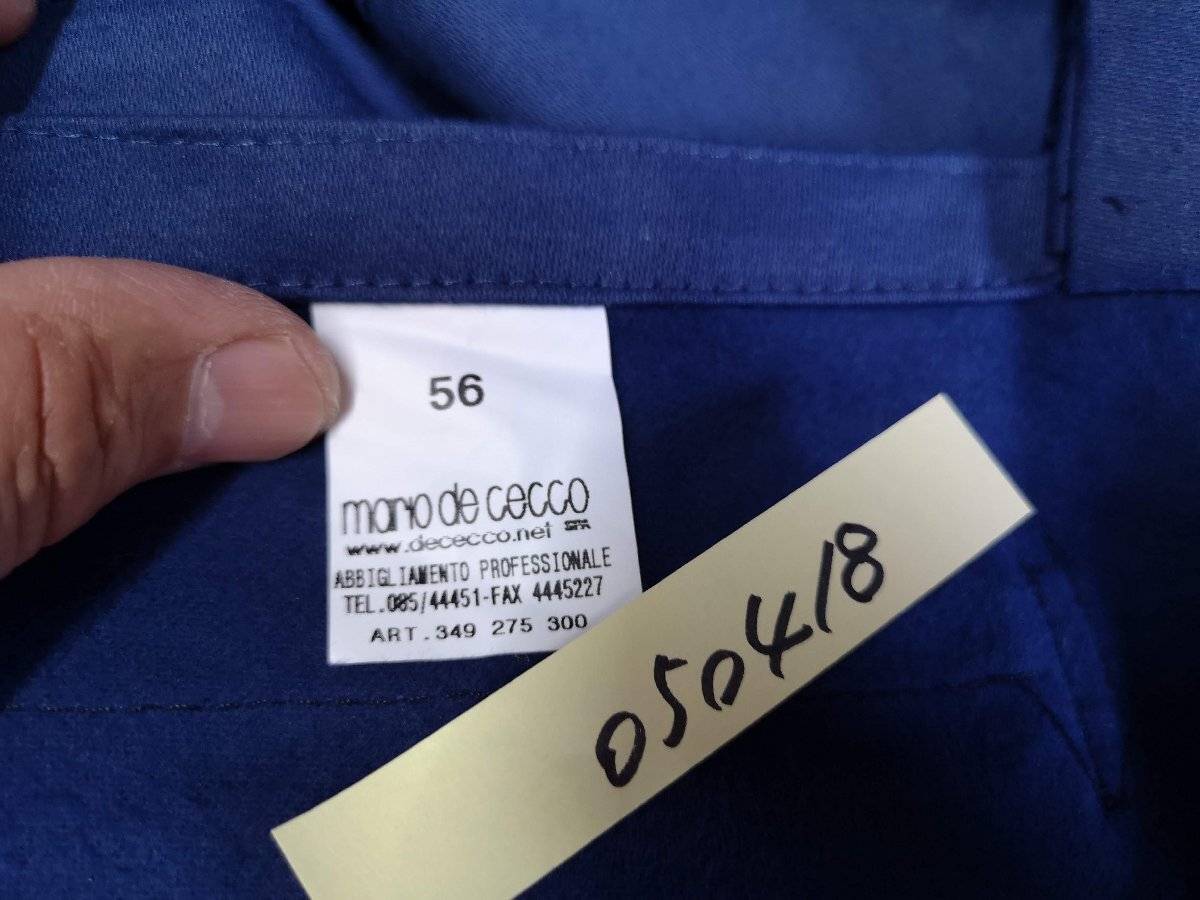 56
mario de cecco
www.dececco.net SPA
ABBIGLIAMENTO PROFESSIONALE
TEL.085/44451-FAX 4445227
ART.349 275 300
050418